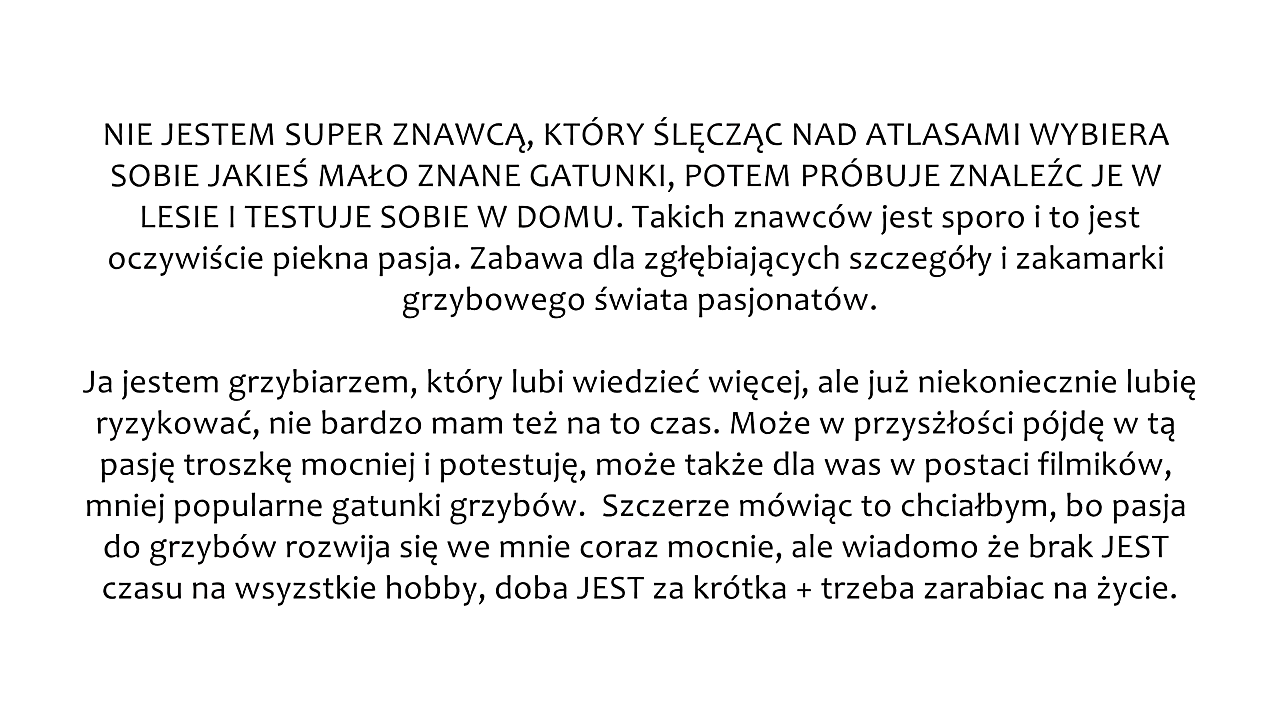 NIE JESTEM SUPER ZNAWCĄ, KTÓRY ŚLĘCZĄC NAD ATLASAMI WYBIERA
SOBIE JAKIEŚ MAŁO ZNANE GATUNKI, POTEM PRÓBUJE ZNALEŹC JE W
LESIE I TESTUJE SOBIE W DOMU. Takich znawców jest sporo i to jest
oczywiście piekna pasja. Zabawa dla zgłębiających szczegóły i zakamarki
grzybowego świata pasjonatów.
Ja jestem grzybiarzem, który lubi wiedzieć więcej, ale już niekoniecznie lubię
ryzykować, nie bardzo mam też na to czas. Może w przysżłości pójdę w tą
pasję troszkę mocniej i potestuję, może także dla was w postaci filmików,
mniej popularne gatunki grzybów.  Szczerze mówiąc to chciałbym, bo pasja
do grzybów rozwija się we mnie coraz mocnie, ale wiadomo że brak JEST
czasu na wsyzstkie hobby, doba JEST za krótka + trzeba zarabiac na życie.